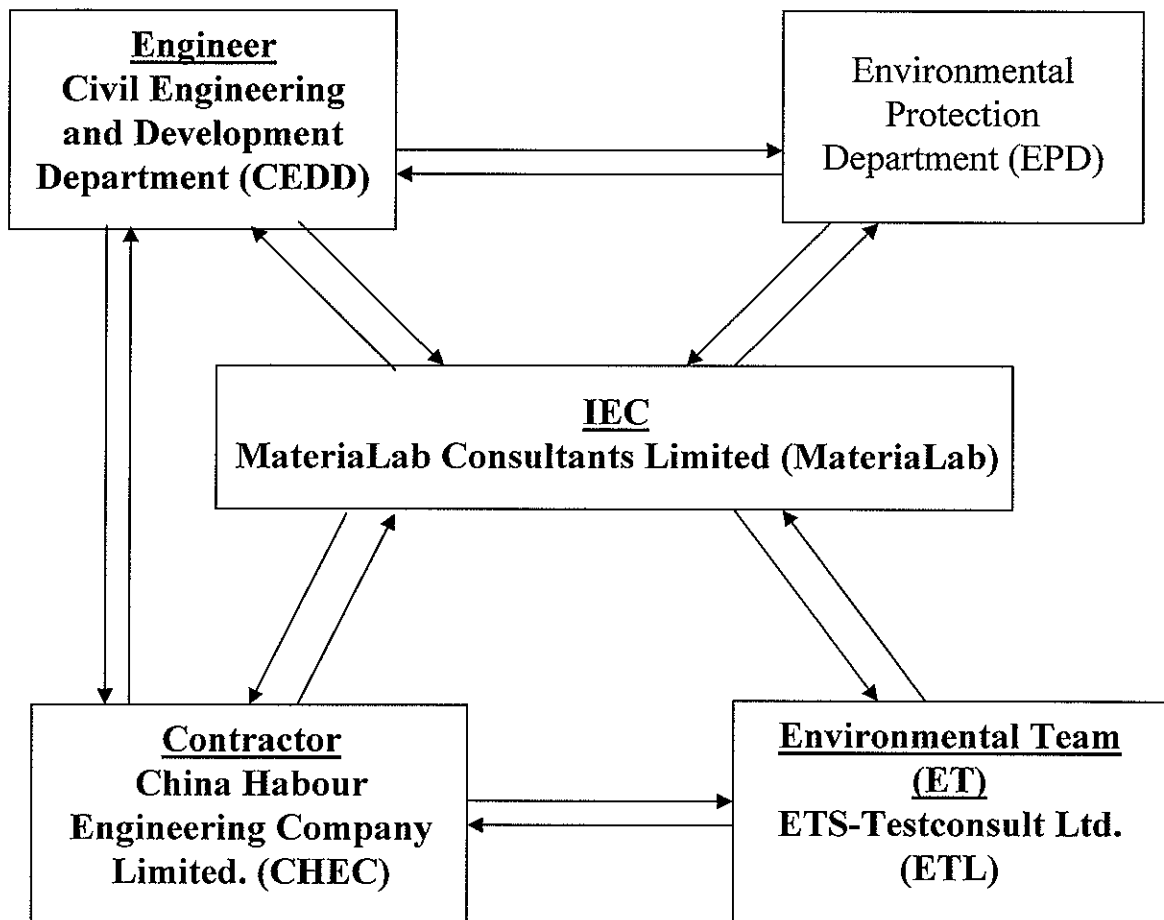 Engineer
Civil Engineering
and Development
Department (CEDD)
Environmental
Protection
Department (EPD)
IEC
MateriaLab Consultants Limited (MateriaLab)
Contractor
China Habour
Engineering Company
Limited. (CHEC)
Environmental Team
(ET)
ETS-Testconsult Ltd.
(ETL)